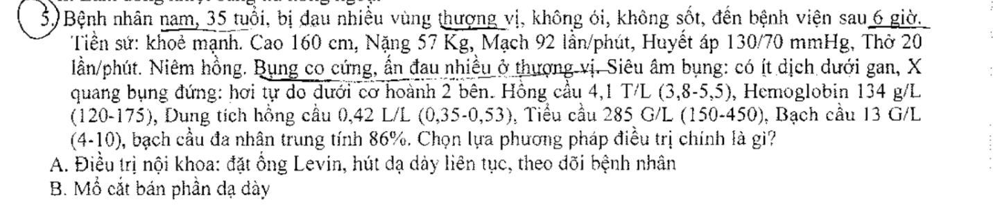 5. Bệnh nhân nam, 35 tuổi, bị đau nhiều vùng thượng vị, không ói, không sốt, đến bệnh viện sau 6 giờ.
Tiền sử: khoẻ mạnh. Cao 160 cm, Nặng 57 Kg, Mạch 92 lần/phút, Huyết áp 130/70 mmHg, Thở 20
lần/phút. Niêm hồng. Bụng co cứng, ấn đau nhiều ở thượng vị. Siêu âm bụng: có ít dịch dưới gan, X
quang bụng đứng: hơi tự do dưới cơ hoành 2 bên. Hồng cầu 4,1 T/L (3,8-5,5), Hemoglobin 134 g/L
(120-175), Dung tích hồng cầu 0,42 L/L (0,35-0,53), Tiểu cầu 285 G/L (150-450), Bạch cầu 13 G/L
(4-10), bạch cầu đa nhân trung tính 86%. Chọn lựa phương pháp điều trị chính là gì?
A. Điều trị nội khoa: đặt ống Levin, hút dạ dày liên tục, theo dõi bệnh nhân
B. Mổ cắt bán phần dạ dày